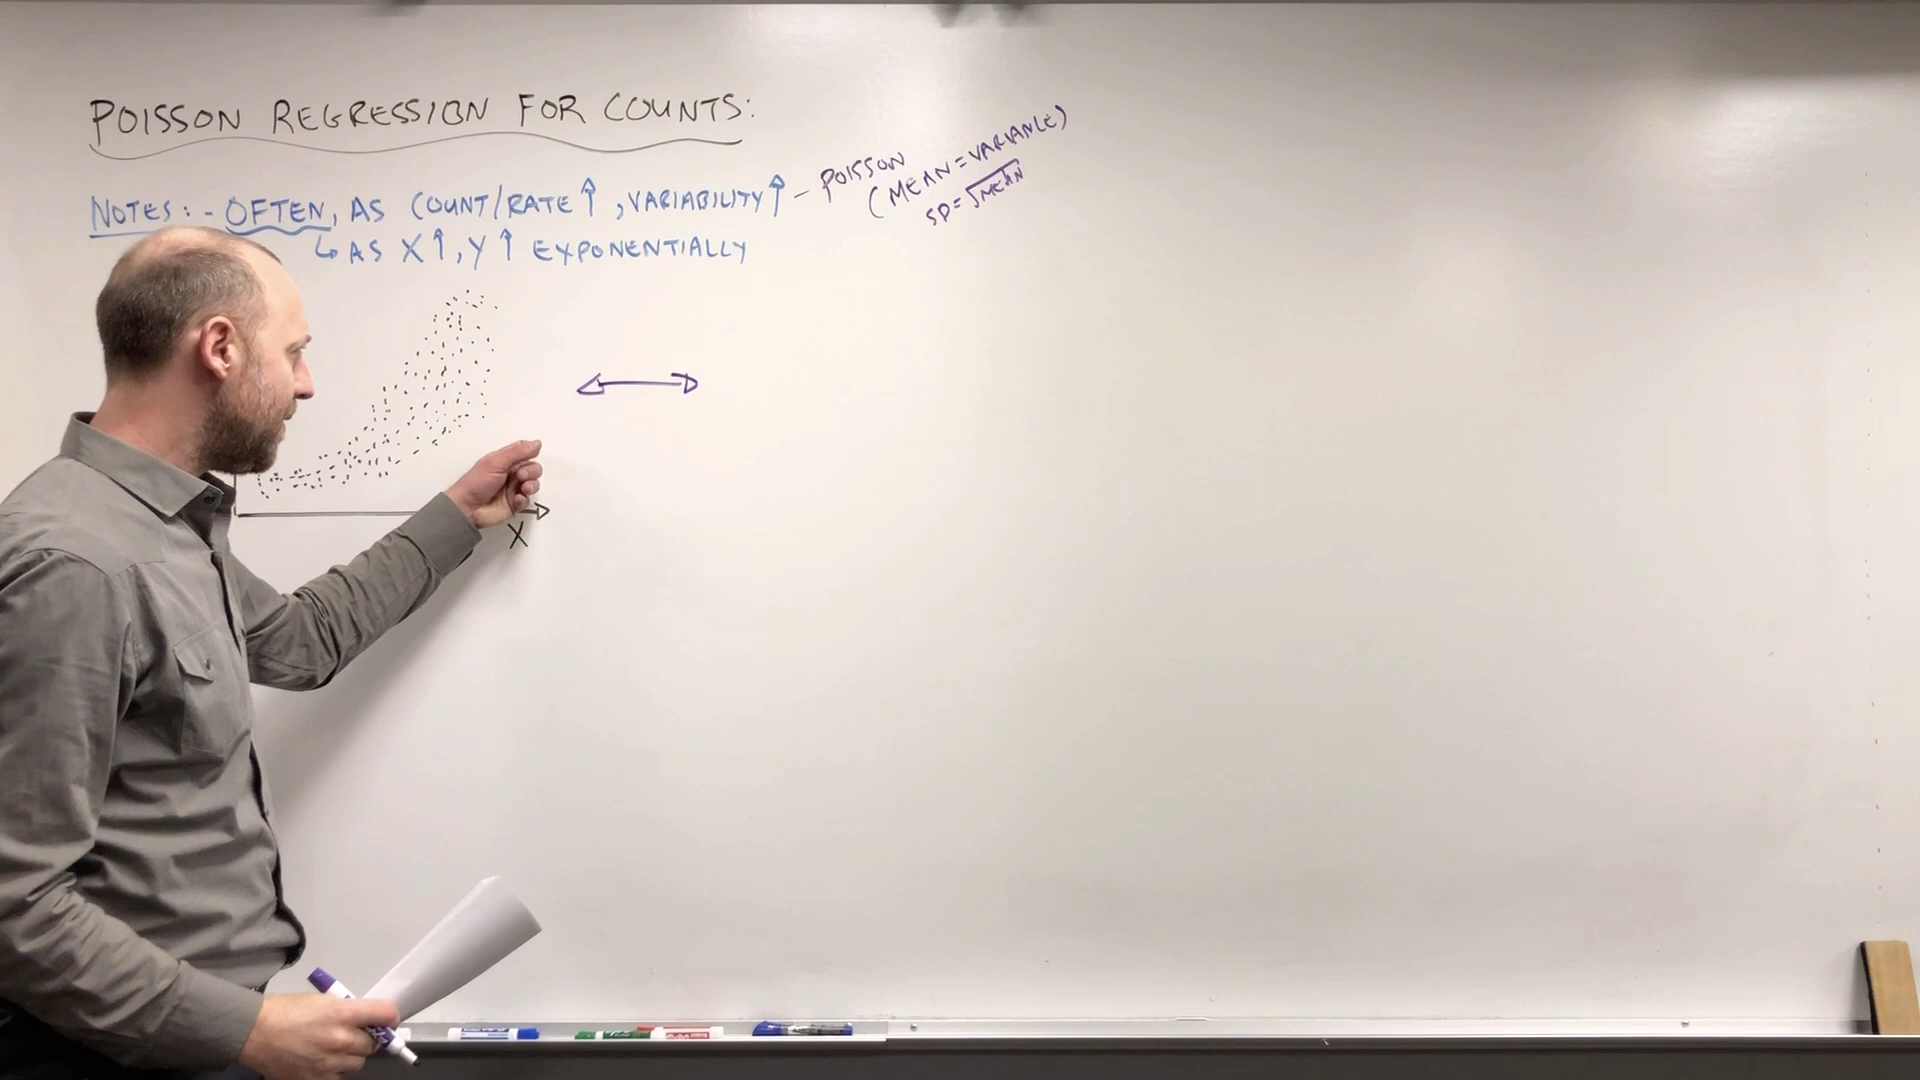 POISSON REGRESSION FOR COUNTS:
NOTES: - OFTEN, AS COUNT/RATE ↑, VARIABILITY ↑ - POISSON
(MEAN = VARIANCE)
SD = √MEAN
↳ AS X ↑, Y ↑ EXPONENTIALLY
X